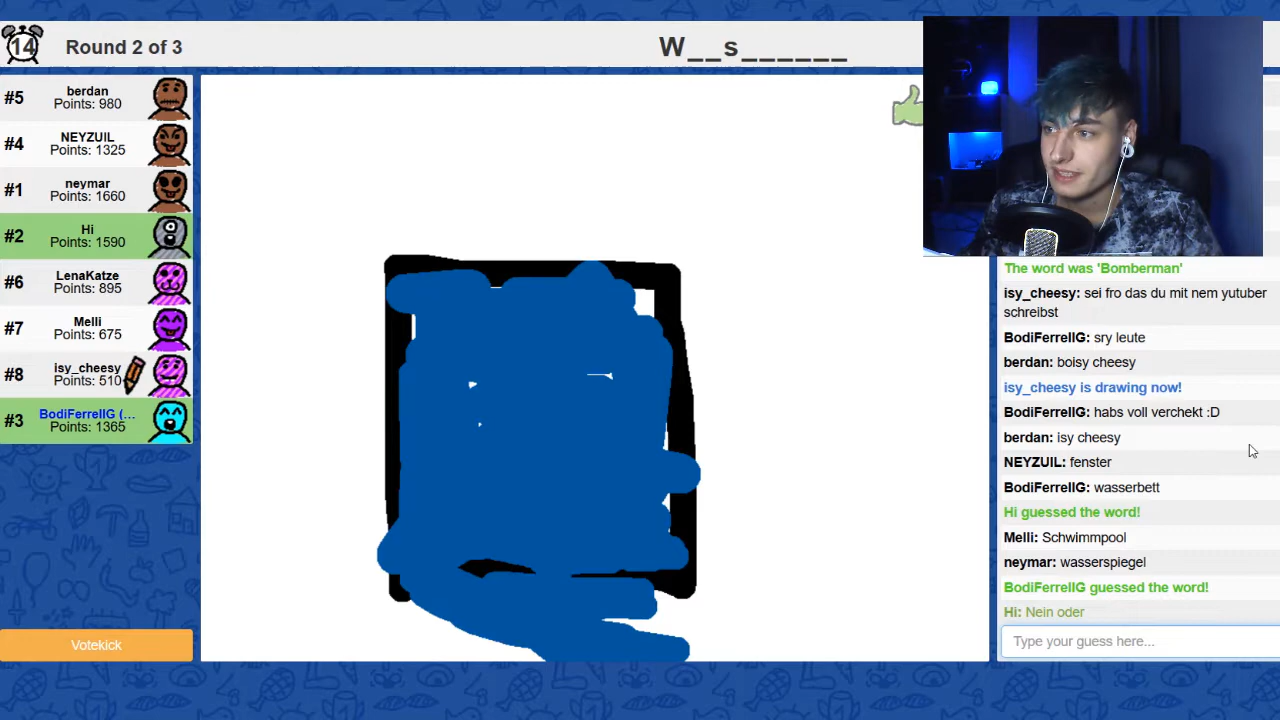 14
Round 2 of 3
W__s______
#5
berdan
Points: 980
#4
NEYZUIL
Points: 1325
#1
neymar
Points: 1660
#2
Hi
Points: 1590
#6
LenaKatze
Points: 895
#7
Melli
Points: 675
#8
isy_cheesy
Points: 510
#3
BodiFerrellG (...
Points: 1365
Votekick
The word was 'Bomberman'
isy_cheesy: sei fro das du mit nem yutuber
schreibst
BodiFerrellG: sry leute
berdan: boisy cheesy
isy_cheesy is drawing now!
BodiFerrellG: habs voll verchekt :D
berdan: isy cheesy
NEYZUIL: fenster
BodiFerrellG: wasserbett
Hi guessed the word!
Melli: Schwimmpool
neymar: wasserspiegel
BodiFerrellG guessed the word!
Hi: Nein oder
Type your guess here...